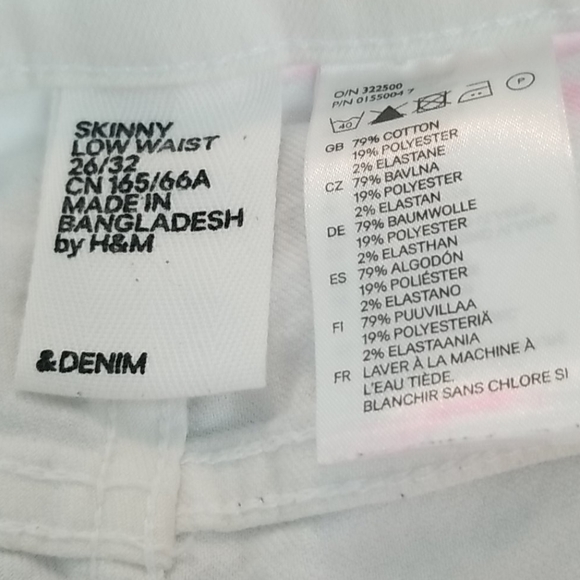 SKINNY
LOW WAIST
26/32
CN 165/66A
MADE IN
BANGLADESH
by H&M
&DENIM
O/N 322500
P/N 0155004 7
40
P
GB 79% COTTON
19% POLYESTER
2% ELASTANE
CZ 79% BAVLNA
19% POLYESTER
2% ELASTAN
DE 79% BAUMWOLLE
19% POLYESTER
2% ELASTHAN
ES 79% ALGODÓN
19% POLIÉSTER
2% ELASTANO
FI 79% PUUVILLAA
19% POLYESTERIÄ
2% ELASTAANIA
FR LAVER À LA MACHINE À
L'EAU TIÈDE.
BLANCHIR SANS CHLORE SI